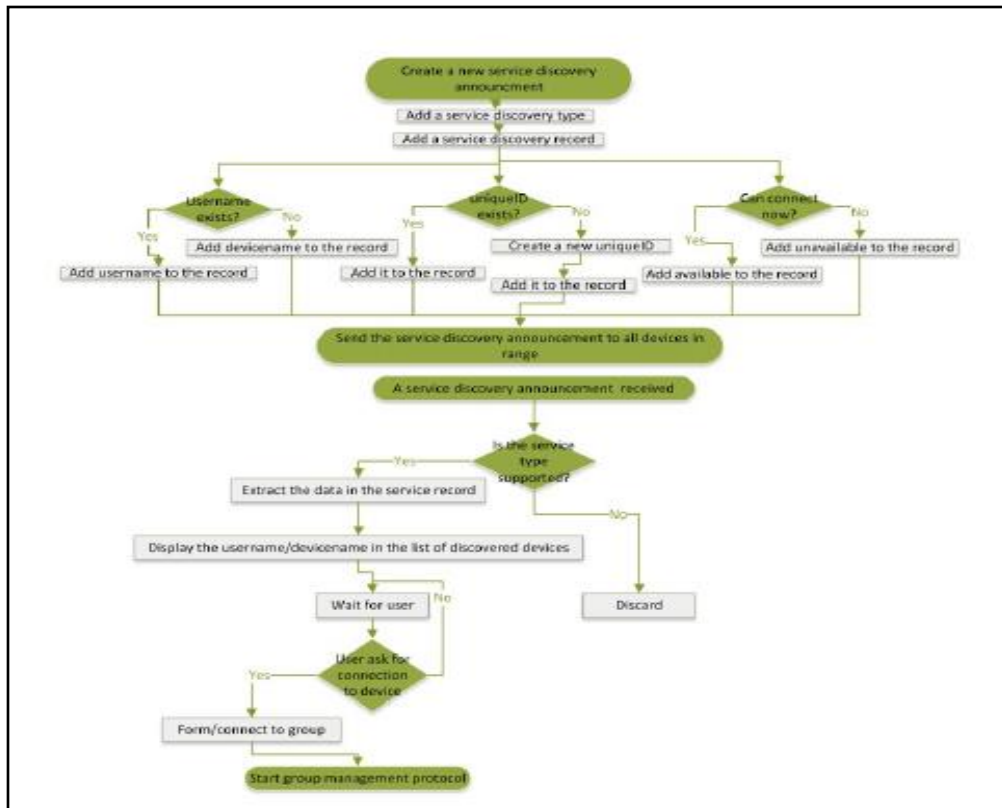 Create a new service discovery
announcment
Add a service discovery type
Add a service discovery record
Username
exists?
uniqueID
exists?
Can connect
now?
Yes
No
Yes
No
Yes
No
Add devicename to the record
Create a new uniqueID
Add unavailable to the record
Add username to the record
Add it to the record
Add it to the record
Add available to the record
Send the service discovery announcement to all devices in
range
A service discovery announcement received
Is the service
type
supported?
Yes
Extract the data in the service record
No
Display the username/devicename in the list of discovered devices
No
Wait for user
Discard
User ask for
connection
to device
Yes
Form/connect to group
Start group management protocol